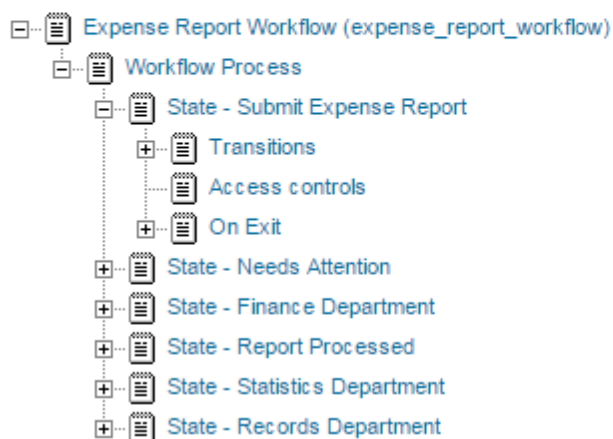 Expense Report Workflow (expense_report_workflow)
Workflow Process
State - Submit Expense Report
Transitions
Access controls
On Exit
State - Needs Attention
State - Finance Department
State - Report Processed
State - Statistics Department
State - Records Department